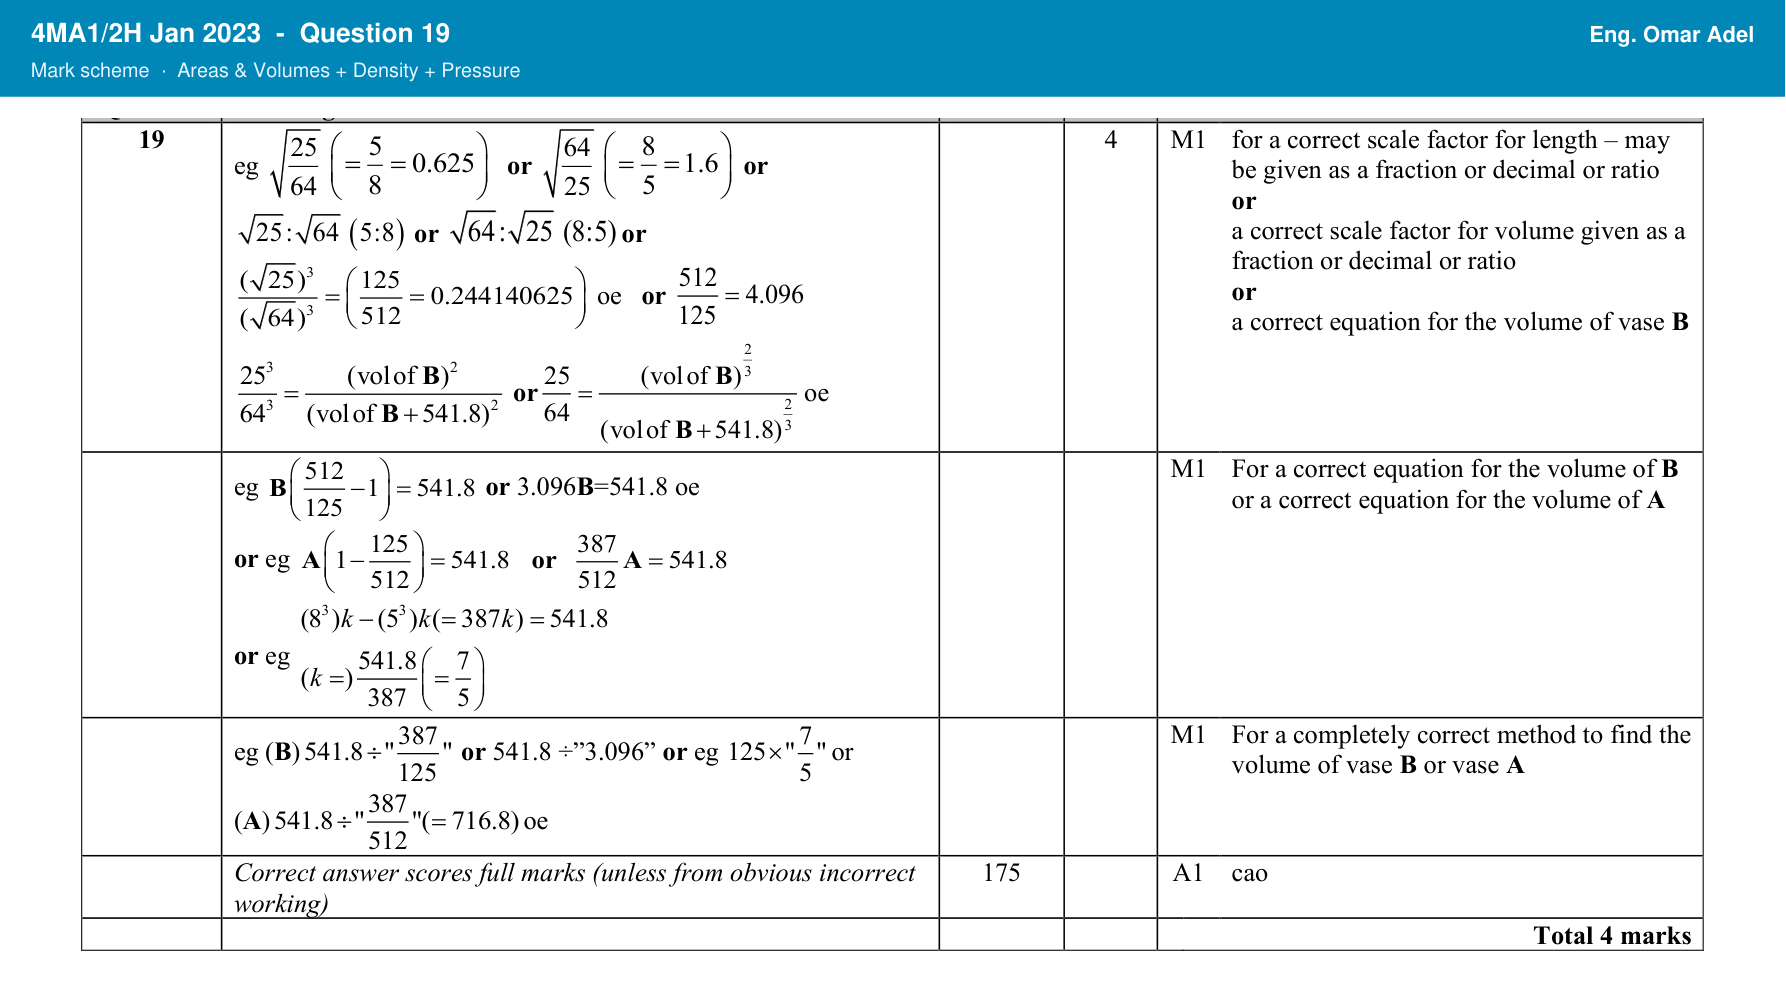 4MA1/2H Jan 2023 - Question 19
Eng. Omar Adel
Mark scheme · Areas & Volumes + Density + Pressure
19
eg √(25/64) (= 5/8 = 0.625) or √(64/25) (= 8/5 = 1.6) or
√25:√64 (5:8) or √64:√25 (8:5) or
(√25)³/(√64)³ = (125/512 = 0.244140625) oe or 512/125 = 4.096
25³/64³ = (vol of B)²/(vol of B + 541.8)² or 25/64 = (vol of B)^(2/3)/(vol of B + 541.8)^(2/3) oe
4
M1 for a correct scale factor for length – may
be given as a fraction or decimal or ratio
or
a correct scale factor for volume given as a
fraction or decimal or ratio
or
a correct equation for the volume of vase B
eg B(512/125 − 1) = 541.8 or 3.096B=541.8 oe
or eg A(1 − 125/512) = 541.8 or 387/512 A = 541.8
(8³)k − (5³)k(= 387k) = 541.8
or eg
(k =) 541.8/387 (= 7/5)
M1 For a correct equation for the volume of B
or a correct equation for the volume of A
eg (B) 541.8 ÷ "387/125" or 541.8 ÷”3.096” or eg 125 × "7/5" or
(A) 541.8 ÷ "387/512" (= 716.8) oe
M1 For a completely correct method to find the
volume of vase B or vase A
Correct answer scores full marks (unless from obvious incorrect
working)
175
A1 cao
Total 4 marks